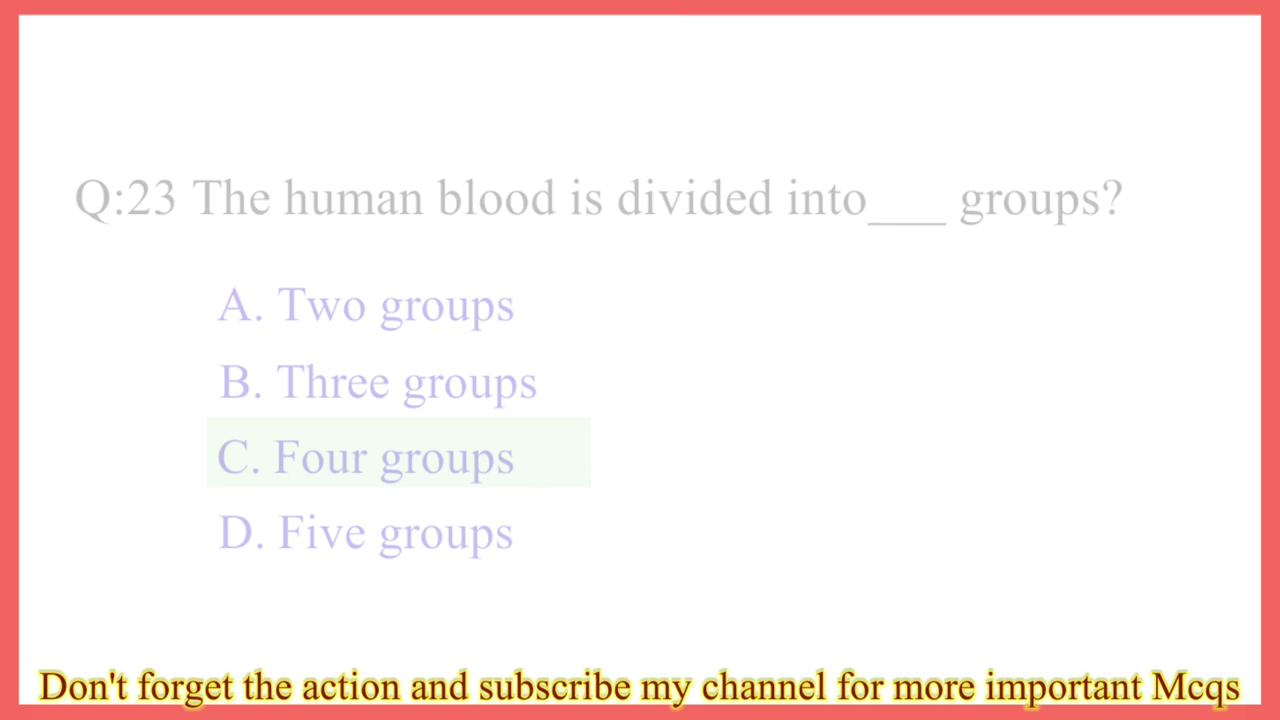 Q:23 The human blood is divided into___ groups?
A. Two groups
B. Three groups
C. Four groups
D. Five groups
Don't forget the action and subscribe my channel for more important Mcqs